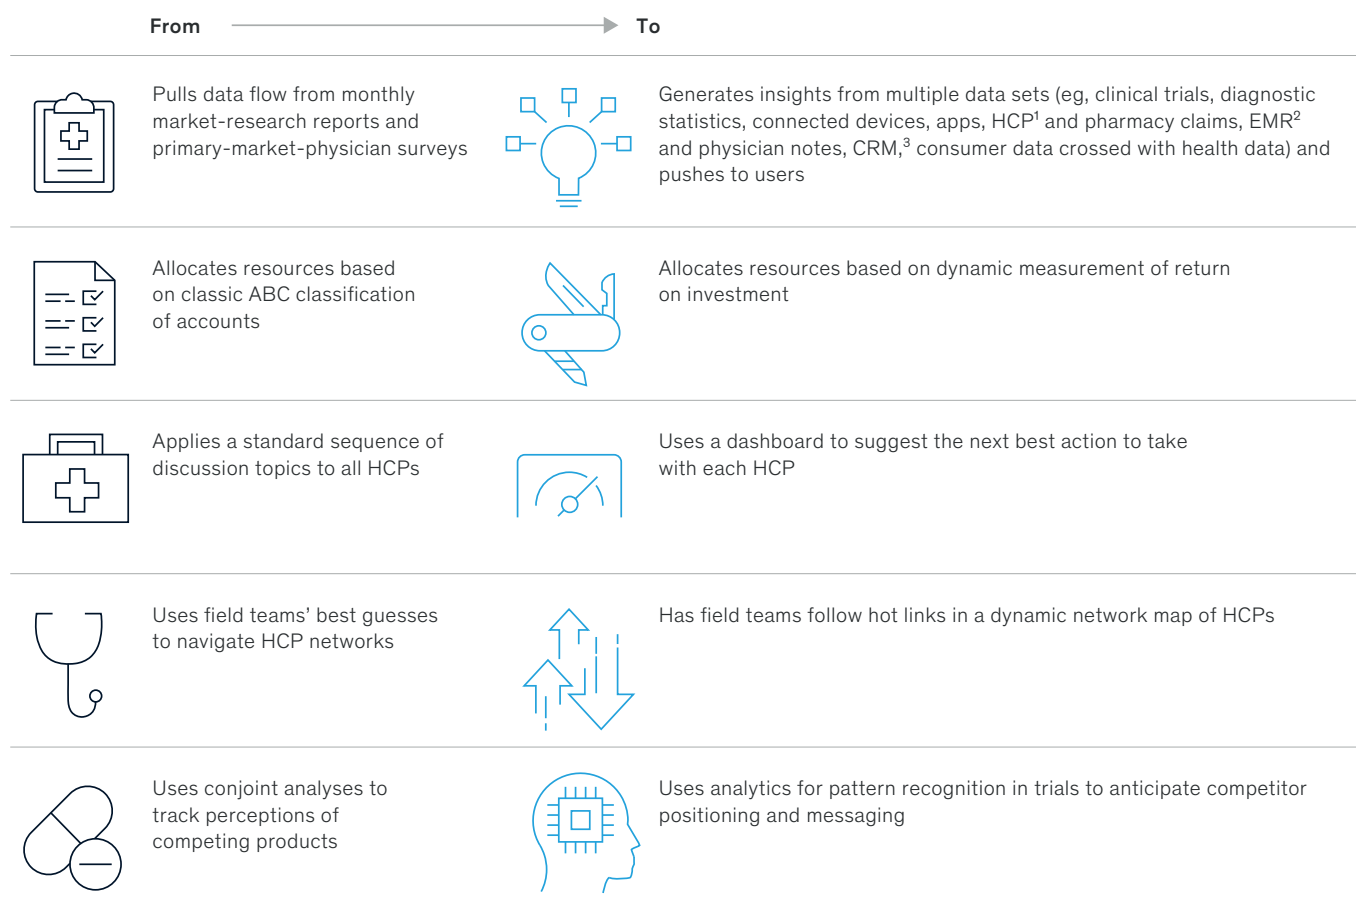 From
To
Pulls data flow from monthly
market-research reports and
primary-market-physician surveys
Generates insights from multiple data sets (eg, clinical trials, diagnostic
statistics, connected devices, apps, HCP¹ and pharmacy claims, EMR²
and physician notes, CRM,³ consumer data crossed with health data) and
pushes to users
Allocates resources based
on classic ABC classification
of accounts
Allocates resources based on dynamic measurement of return
on investment
Applies a standard sequence of
discussion topics to all HCPs
Uses a dashboard to suggest the next best action to take
with each HCP
Uses field teams’ best guesses
to navigate HCP networks
Has field teams follow hot links in a dynamic network map of HCPs
Uses conjoint analyses to
track perceptions of
competing products
Uses analytics for pattern recognition in trials to anticipate competitor
positioning and messaging